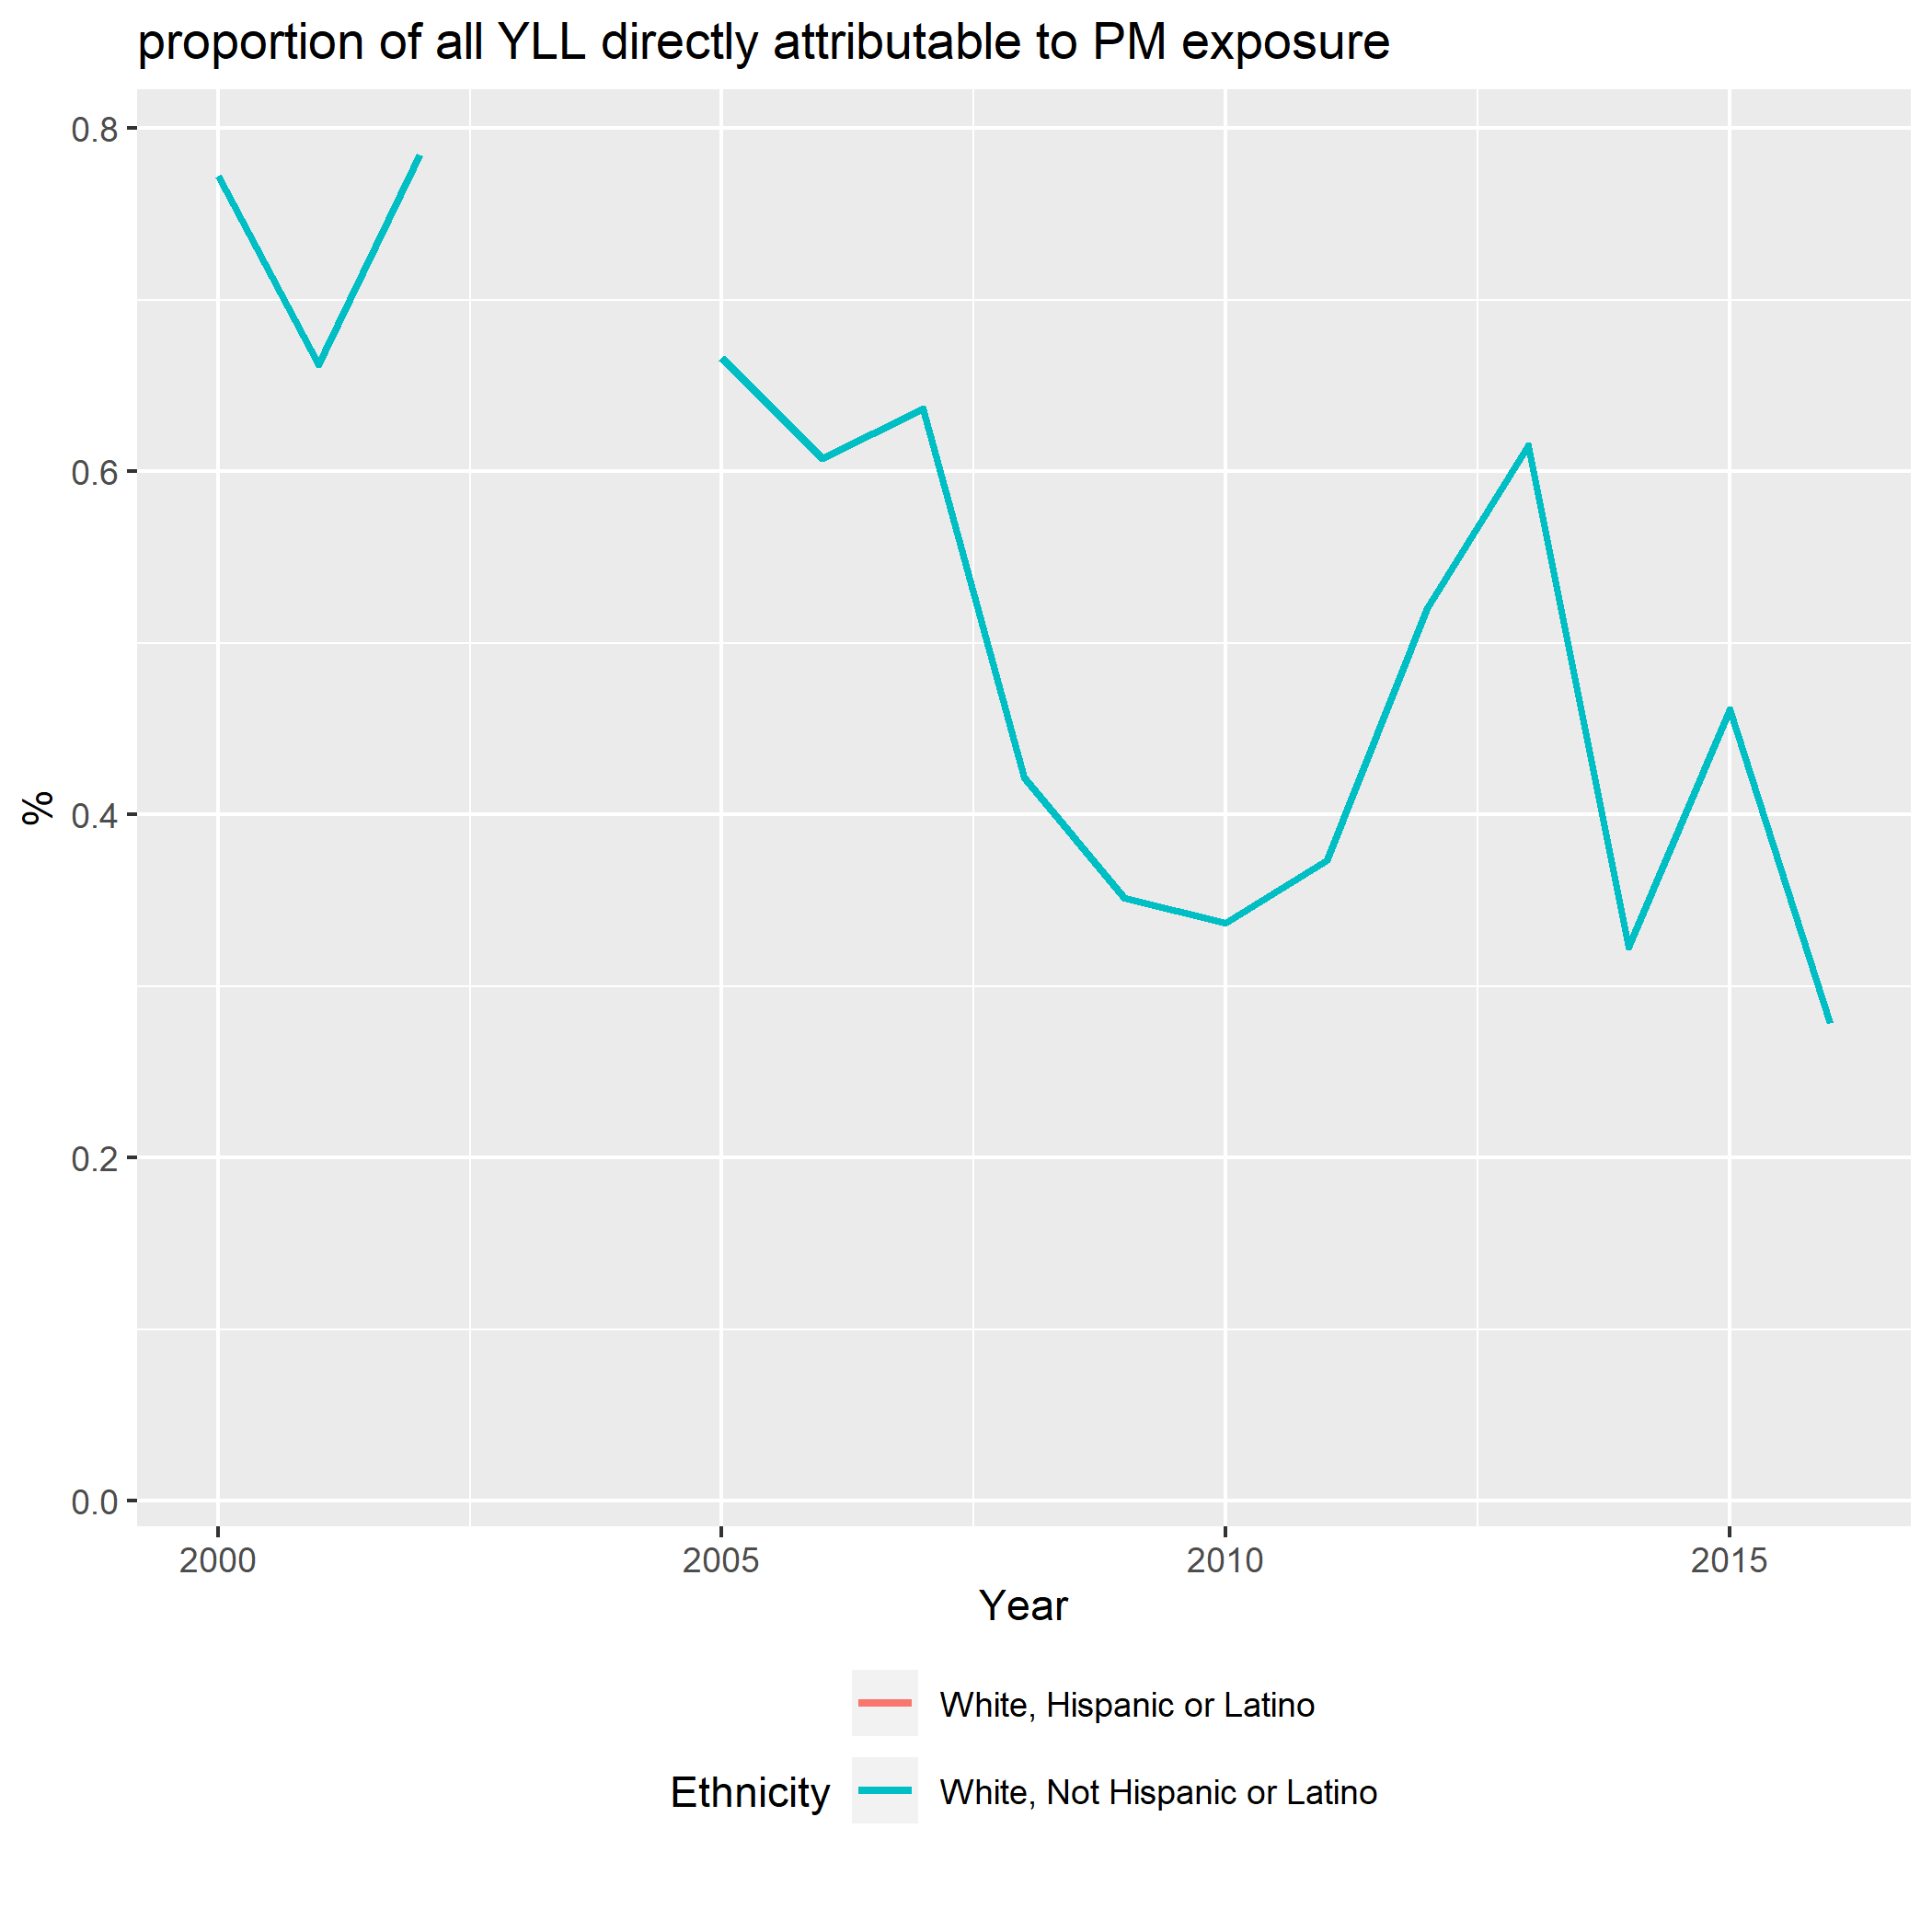 proportion of all YLL directly attributable to PM exposure
0.8
0.6
0.4
0.2
0.0
%
2000 2005 2010 2015
Year
Ethnicity
White, Hispanic or Latino
White, Not Hispanic or Latino